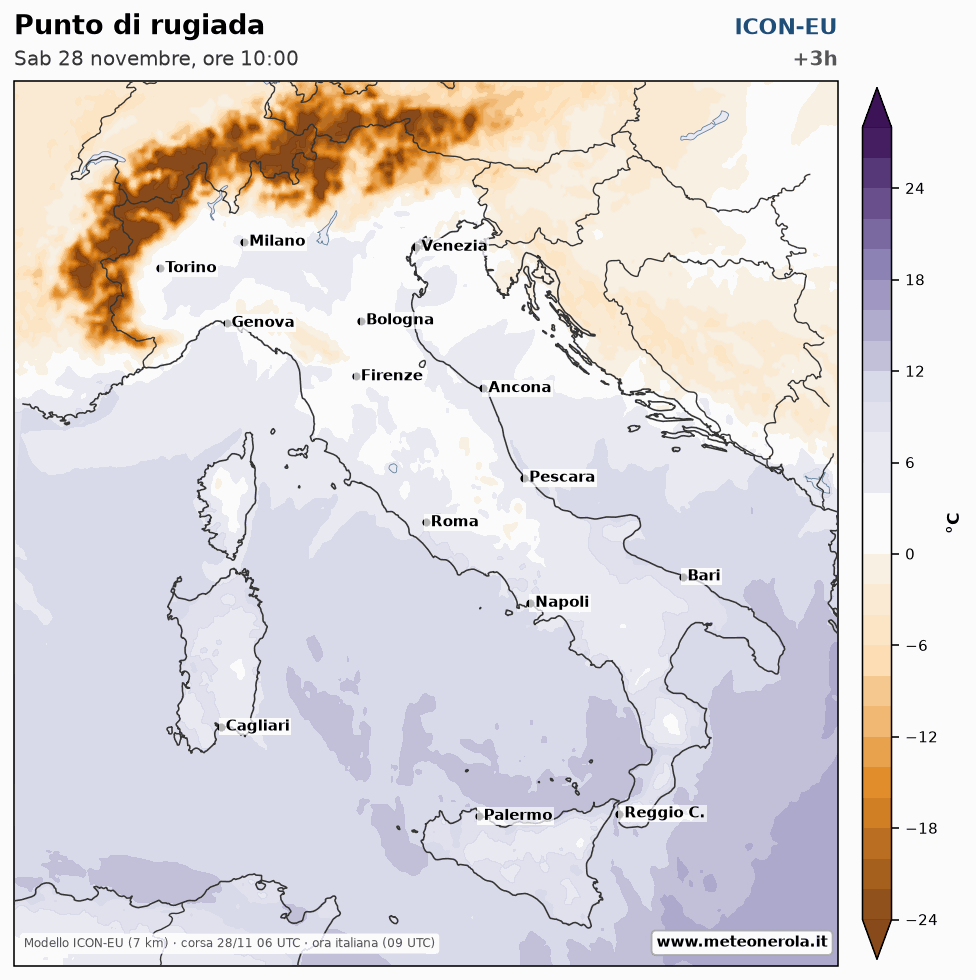 Punto di rugiada
ICON-EU
Sab 28 novembre, ore 10:00
+3h
Milano
Venezia
Torino
Genova
Bologna
Firenze
Ancona
Pescara
Roma
Bari
Napoli
Cagliari
Palermo
Reggio C.
24
18
12
6
0
−6
−12
−18
−24
°C
Modello ICON-EU (7 km) · corsa 28/11 06 UTC · ora italiana (09 UTC)
www.meteonerola.it